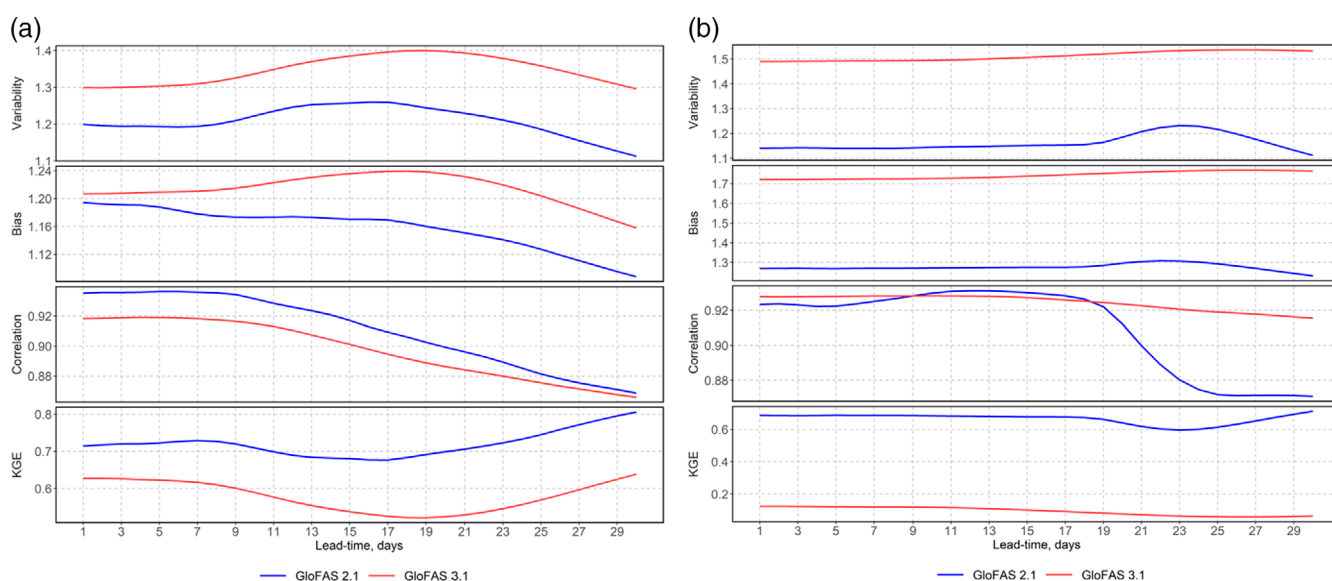 (a)
Variability
1.4
1.3
1.2
1.1
Bias
1.24
1.20
1.16
1.12
Correlation
0.92
0.90
0.88
KGE
0.8
0.7
0.6
1 3 5 7 9 11 13 15 17 19 21 23 25 27 29
Lead-time, days
GloFAS 2.1 GloFAS 3.1
(b)
Variability
1.5
1.4
1.3
1.2
1.1
Bias
1.7
1.6
1.5
1.4
1.3
Correlation
0.92
0.90
0.88
KGE
0.6
0.4
0.2
1 3 5 7 9 11 13 15 17 19 21 23 25 27 29
Lead-time, days
GloFAS 2.1 GloFAS 3.1